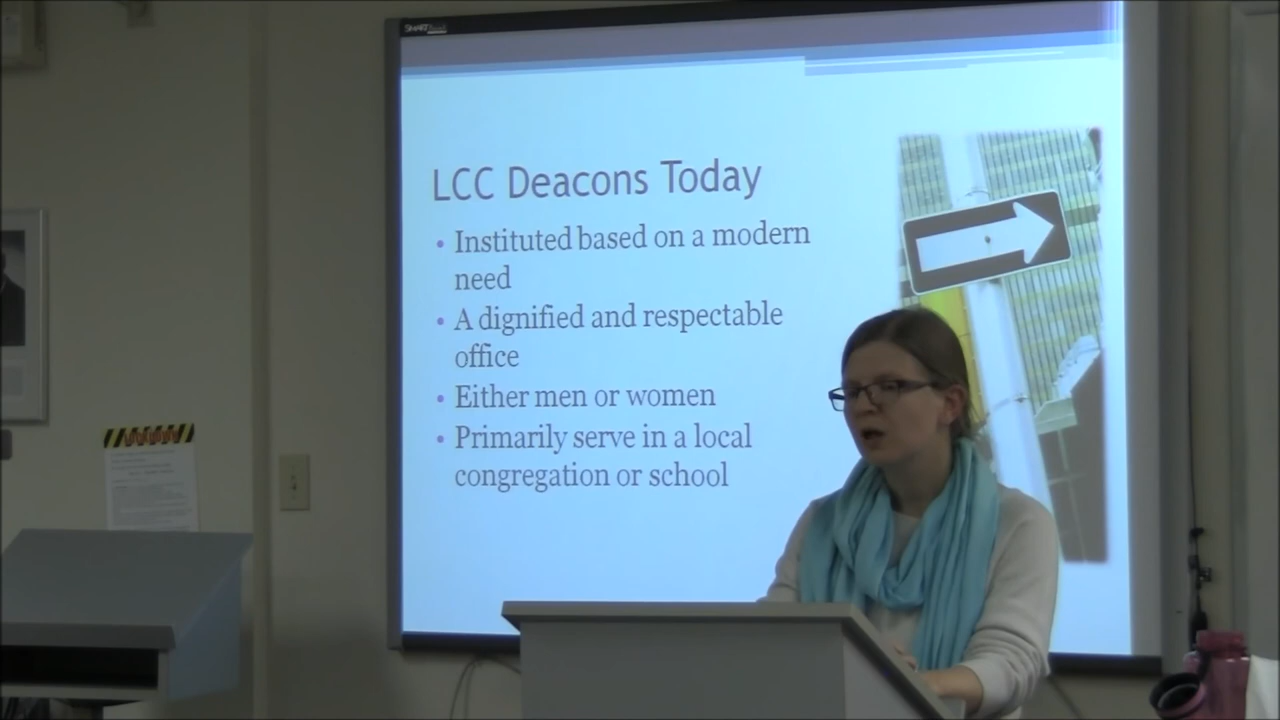 SMART
LCC Deacons Today
• Instituted based on a modern
need
• A dignified and respectable
office
• Either men or women
• Primarily serve in a local
congregation or school